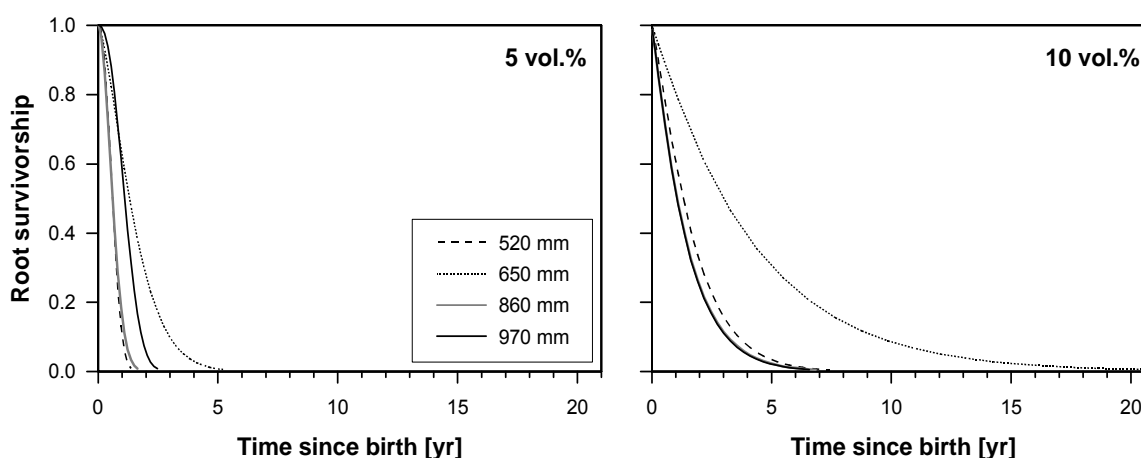 5 vol.%
10 vol.%
Root survivorship
1.0
0.8
0.6
0.4
0.2
0.0
520 mm
650 mm
860 mm
970 mm
0 5 10 15 20
0 5 10 15 20
Time since birth [yr]
Time since birth [yr]